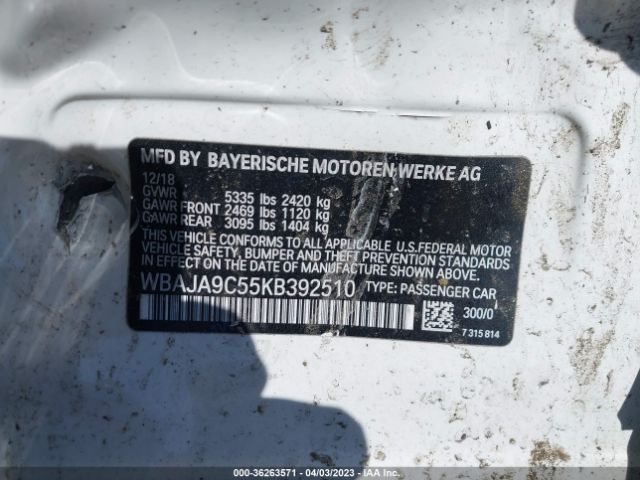 MFD BY BAYERISCHE MOTOREN WERKE AG
12/18
GVWR 5335 lbs 2420 kg
GAWR FRONT 2469 lbs 1120 kg
GAWR REAR 3095 lbs 1404 kg
THIS VEHICLE CONFORMS TO ALL APPLICABLE U.S.FEDERAL MOTOR
VEHICLE SAFETY, BUMPER AND THEFT PREVENTION STANDARDS
IN EFFECT ON THE DATE OF MANUFACTURE SHOWN ABOVE.
WBAJA9C55KB392510 TYPE: PASSENGER CAR
300/0
7 315 814
000-36263571 - 04/03/2023 - IAA Inc.